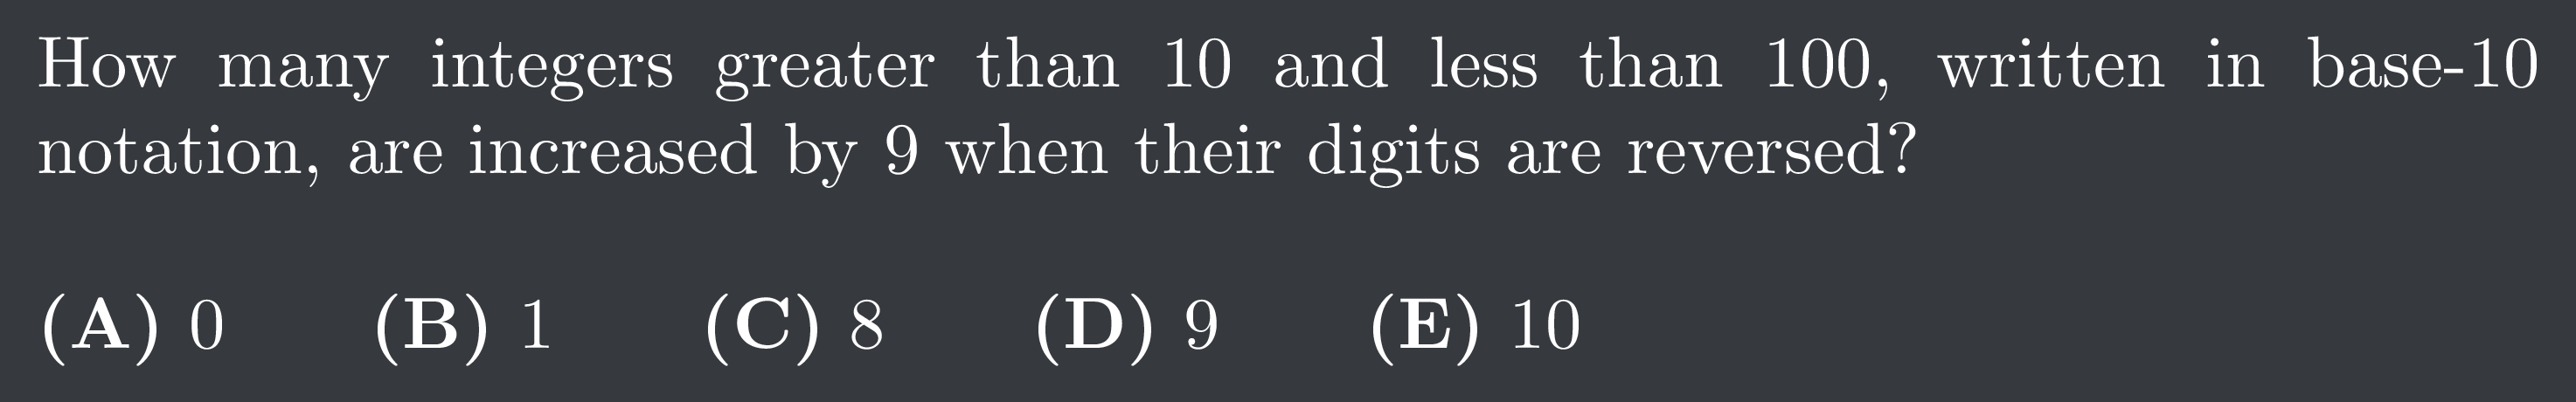 How many integers greater than 10 and less than 100, written in base-10
notation, are increased by 9 when their digits are reversed?
(A) 0 (B) 1 (C) 8 (D) 9 (E) 10